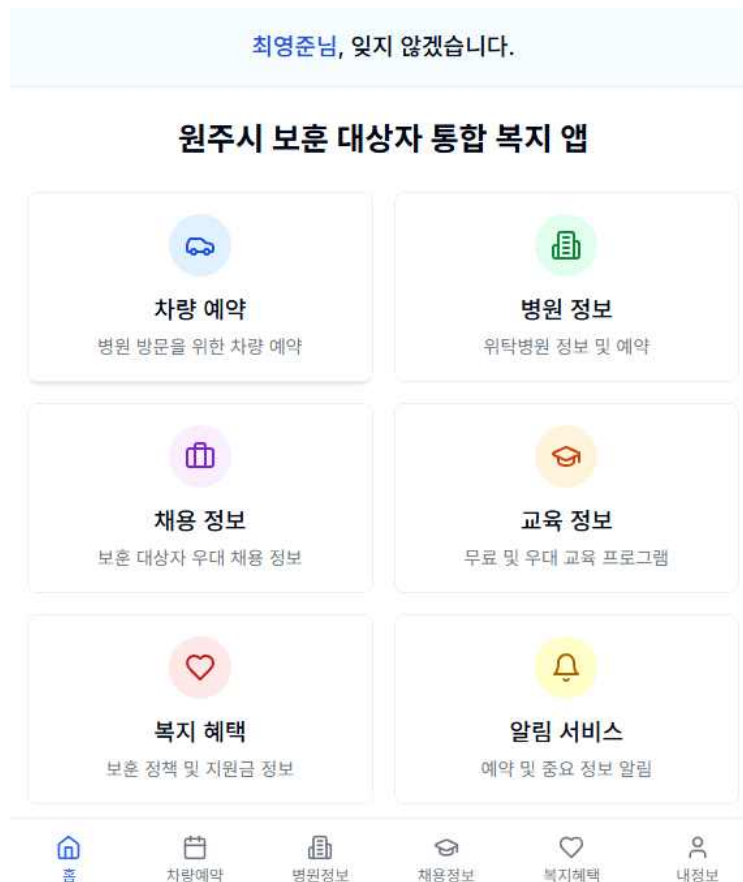 최영준님, 잊지 않겠습니다.
원주시 보훈 대상자 통합 복지 앱
차량 예약
병원 방문을 위한 차량 예약
병원 정보
위탁병원 정보 및 예약
채용 정보
보훈 대상자 우대 채용 정보
교육 정보
무료 및 우대 교육 프로그램
복지 혜택
보훈 정책 및 지원금 정보
알림 서비스
예약 및 중요 정보 알림
홈
차량예약
병원정보
채용정보
복지혜택
내정보